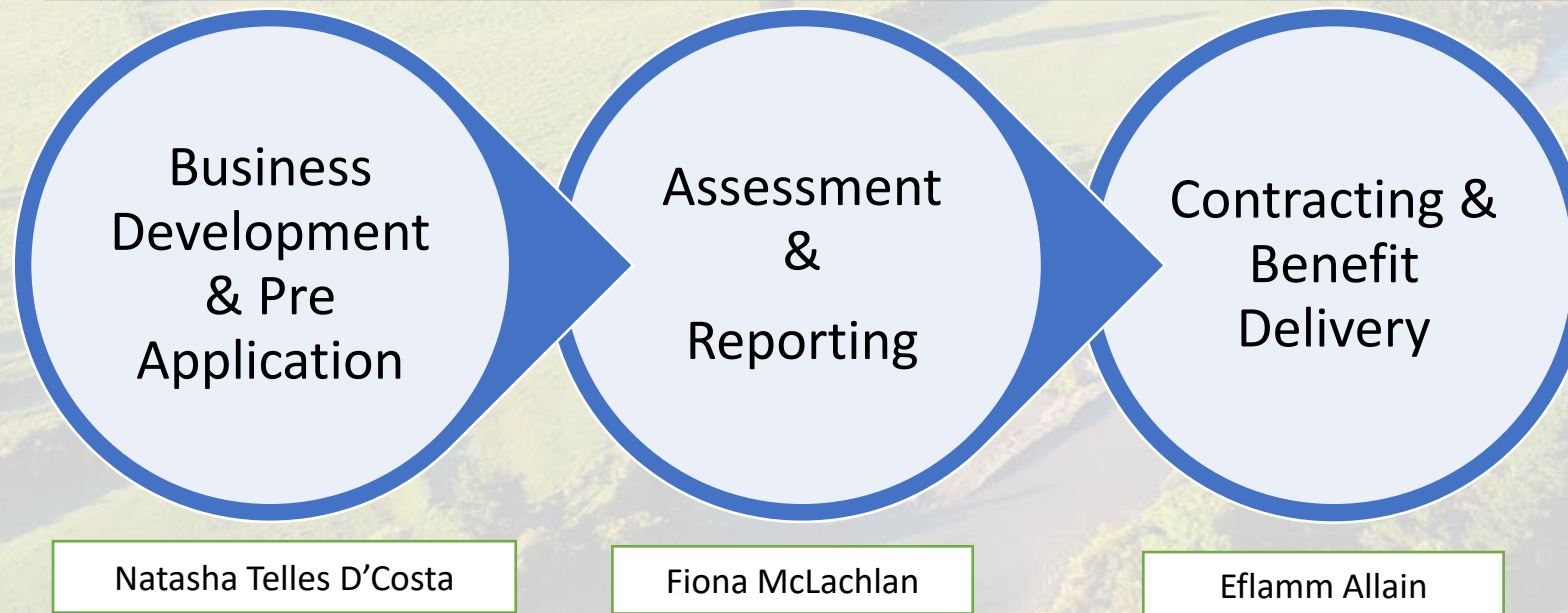 Business
Development
& Pre
Application
Assessment
&
Reporting
Contracting &
Benefit
Delivery
Natasha Telles D’Costa
Fiona McLachlan
Eflamm Allain